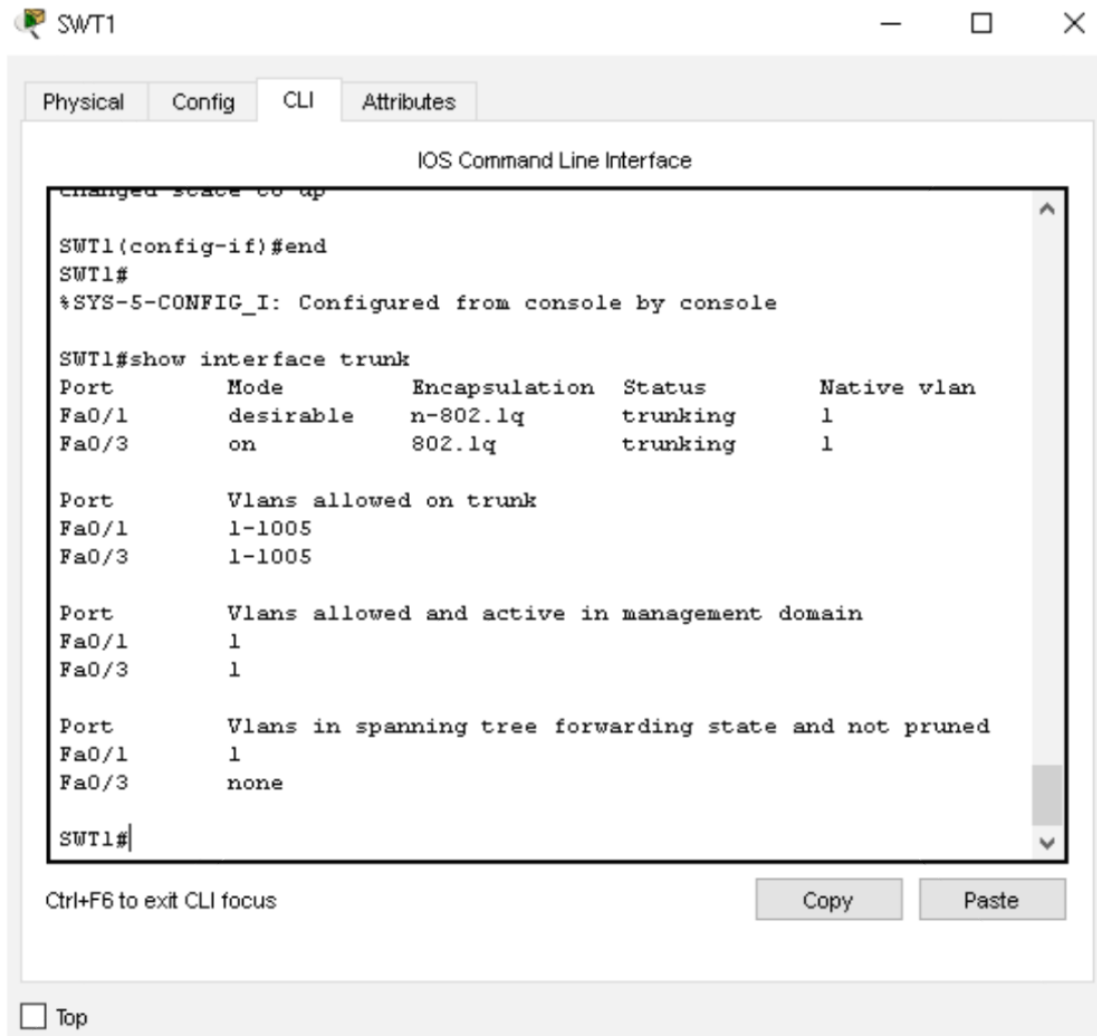 SWT1
Physical Config CLI Attributes
IOS Command Line Interface
changed state to up
SWT1(config-if)#end
SWT1#
%SYS-5-CONFIG_I: Configured from console by console
SWT1#show interface trunk
Port Mode Encapsulation Status Native vlan
Fa0/1 desirable n-802.1q trunking 1
Fa0/3 on 802.1q trunking 1
Port Vlans allowed on trunk
Fa0/1 1-1005
Fa0/3 1-1005
Port Vlans allowed and active in management domain
Fa0/1 1
Fa0/3 1
Port Vlans in spanning tree forwarding state and not pruned
Fa0/1 1
Fa0/3 none
SWT1#
Ctrl+F6 to exit CLI focus
Copy Paste
Top